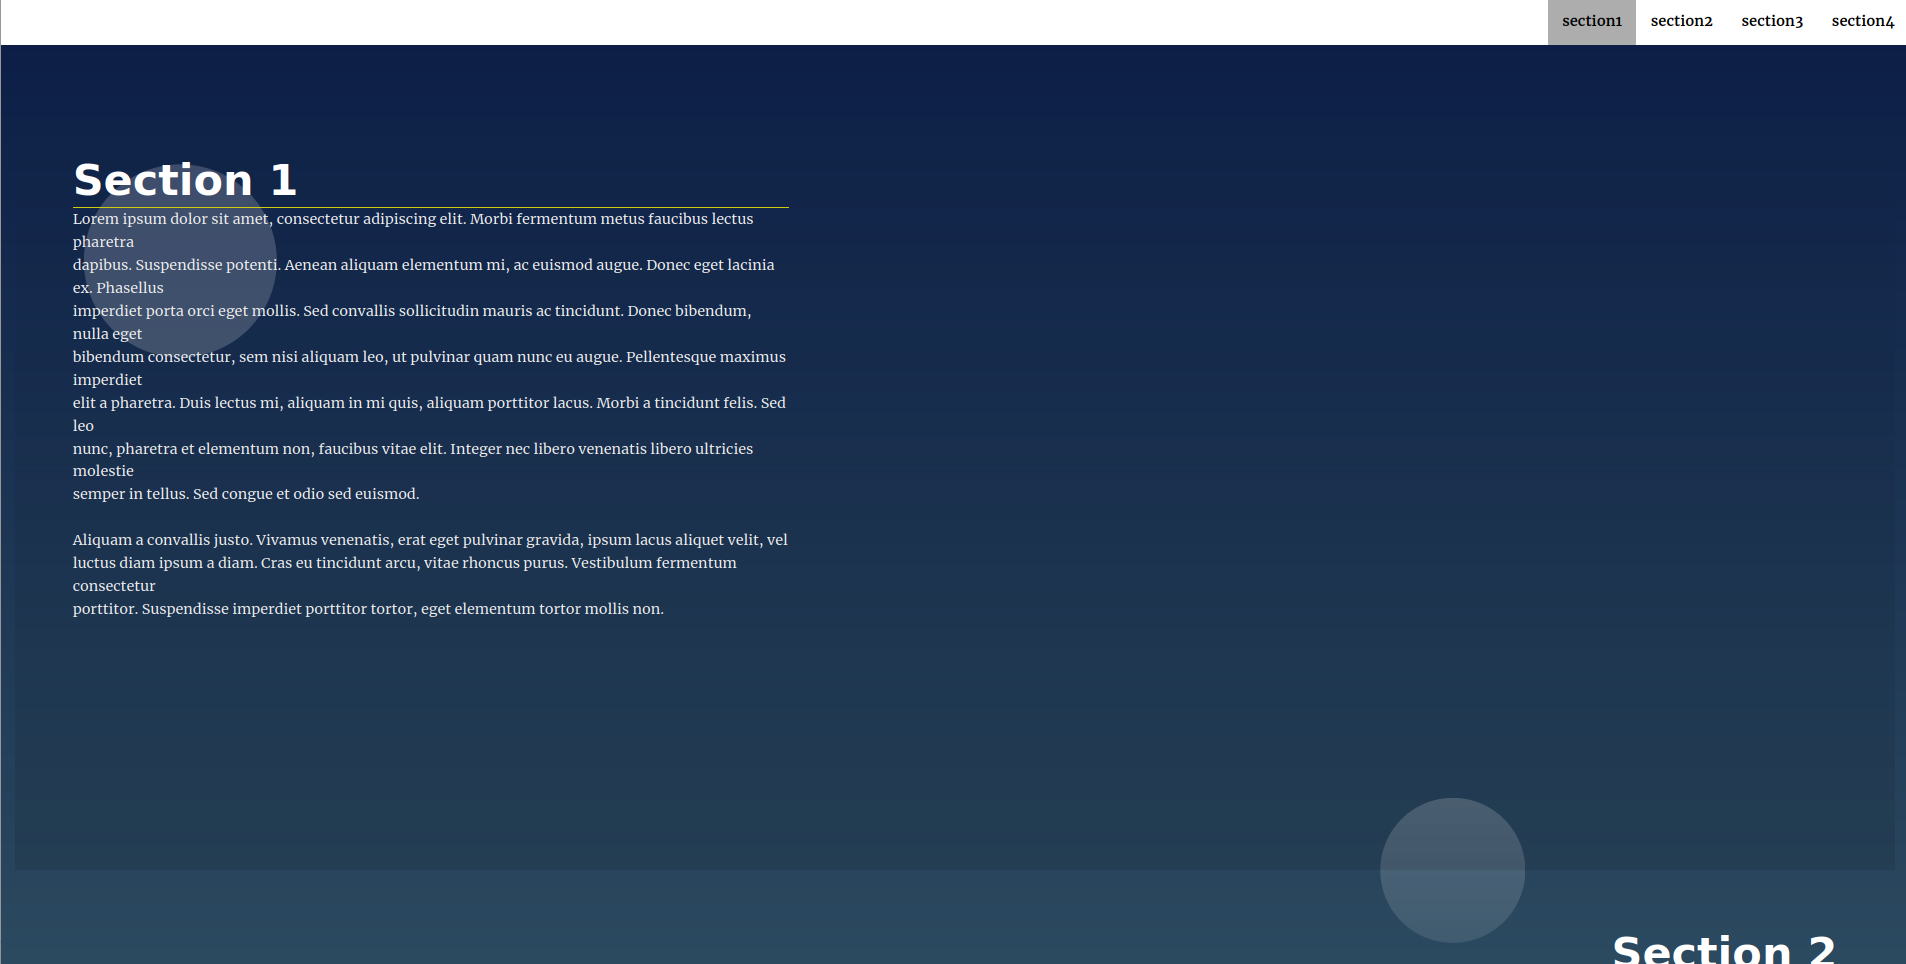 section1 section2 section3 section4
Section 1
Lorem ipsum dolor sit amet, consectetur adipiscing elit. Morbi fermentum metus faucibus lectus
pharetra
dapibus. Suspendisse potenti. Aenean aliquam elementum mi, ac euismod augue. Donec eget lacinia
ex. Phasellus
imperdiet porta orci eget mollis. Sed convallis sollicitudin mauris ac tincidunt. Donec bibendum,
nulla eget
bibendum consectetur, sem nisi aliquam leo, ut pulvinar quam nunc eu augue. Pellentesque maximus
imperdiet
elit a pharetra. Duis lectus mi, aliquam in mi quis, aliquam porttitor lacus. Morbi a tincidunt felis. Sed
leo
nunc, pharetra et elementum non, faucibus vitae elit. Integer nec libero venenatis libero ultricies
molestie
semper in tellus. Sed congue et odio sed euismod.
Aliquam a convallis justo. Vivamus venenatis, erat eget pulvinar gravida, ipsum lacus aliquet velit, vel
luctus diam ipsum a diam. Cras eu tincidunt arcu, vitae rhoncus purus. Vestibulum fermentum
consectetur
porttitor. Suspendisse imperdiet porttitor tortor, eget elementum tortor mollis non.
Section 2